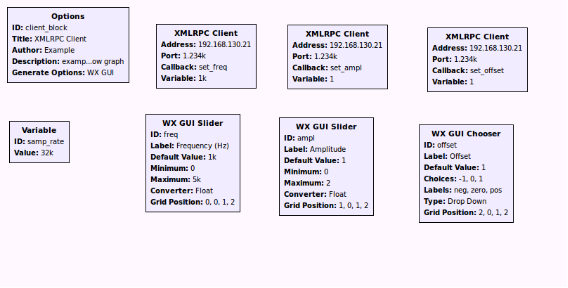 Options
ID: client_block
Title: XMLRPC Client
Author: Example
Description: examp...ow graph
Generate Options: WX GUI
XMLRPC Client
Address: 192.168.130.21
Port: 1.234k
Callback: set_freq
Variable: 1k
XMLRPC Client
Address: 192.168.130.21
Port: 1.234k
Callback: set_ampl
Variable: 1
XMLRPC Client
Address: 192.168.130.21
Port: 1.234k
Callback: set_offset
Variable: 1
Variable
ID: samp_rate
Value: 32k
WX GUI Slider
ID: freq
Label: Frequency (Hz)
Default Value: 1k
Minimum: 0
Maximum: 5k
Converter: Float
Grid Position: 0, 0, 1, 2
WX GUI Slider
ID: ampl
Label: Amplitude
Default Value: 1
Minimum: 0
Maximum: 2
Converter: Float
Grid Position: 1, 0, 1, 2
WX GUI Chooser
ID: offset
Label: Offset
Default Value: 1
Choices: -1, 0, 1
Labels: neg, zero, pos
Type: Drop Down
Grid Position: 2, 0, 1, 2